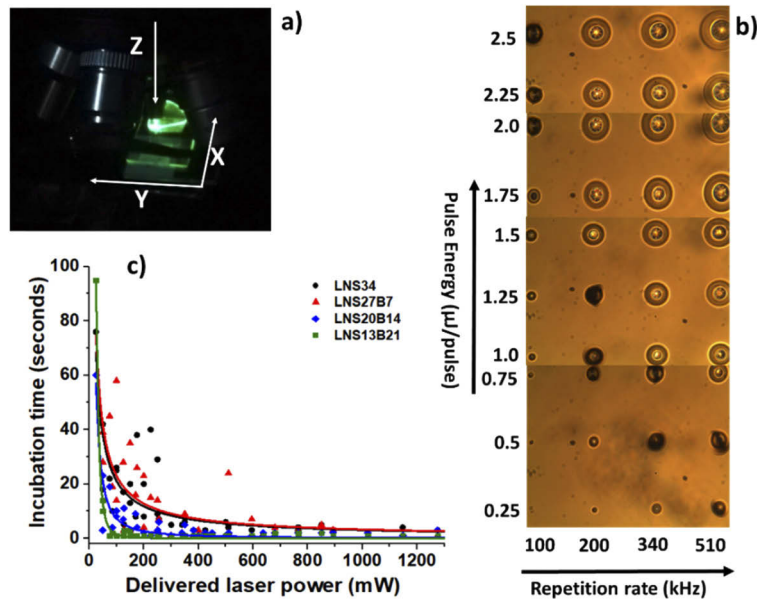 a)
Z
X
Y
b)
2.5
2.25
2.0
1.75
1.5
1.25
1.0
0.75
0.5
0.25
Pulse Energy (μJ/pulse)
100 200 340 510
Repetition rate (kHz)
c)
100
80
60
40
20
0
Incubation time (seconds)
LNS34
LNS27B7
LNS20B14
LNS13B21
0 200 400 600 800 1000 1200
Delivered laser power (mW)